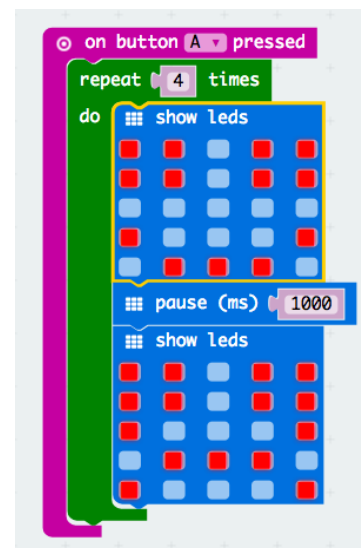 on button A pressed
repeat 4 times
do show leds
pause (ms) 1000
show leds